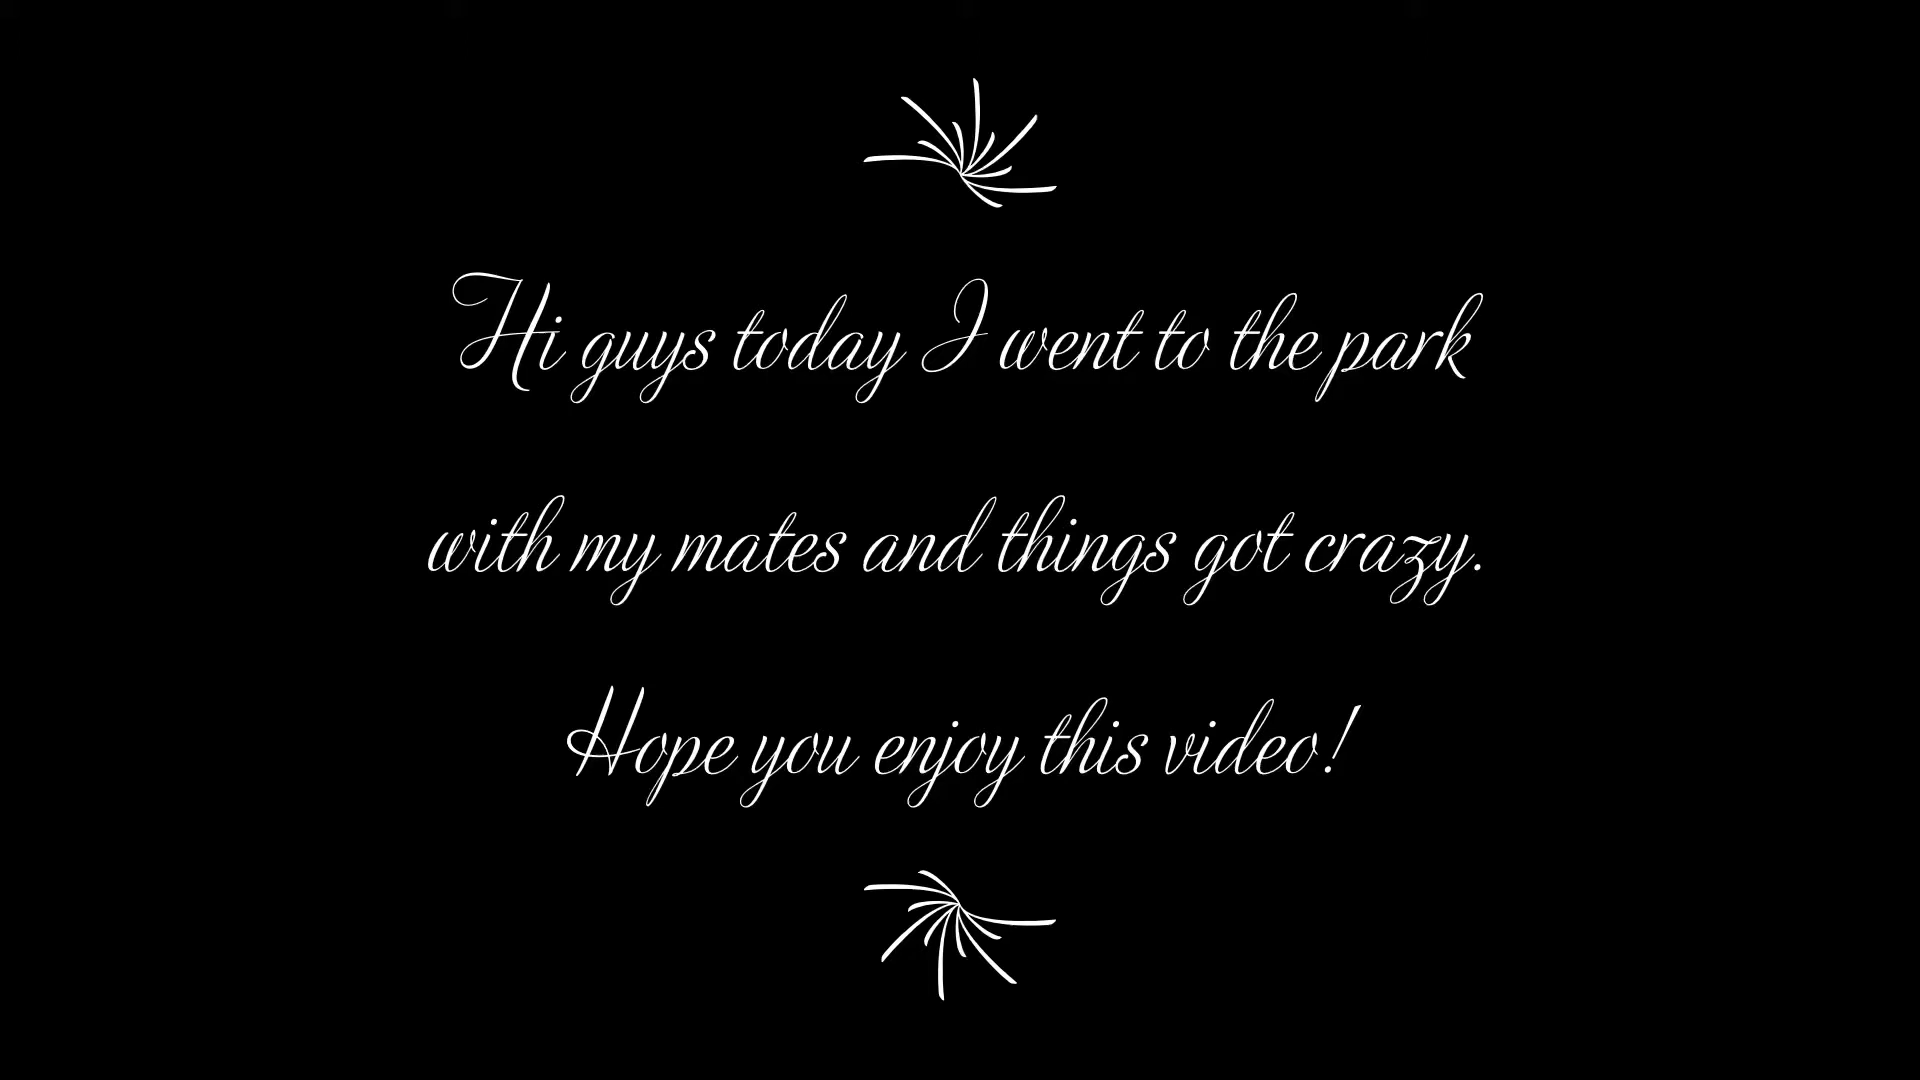 Hi guys today I went to the park
with my mates and things got crazy.
Hope you enjoy this video!